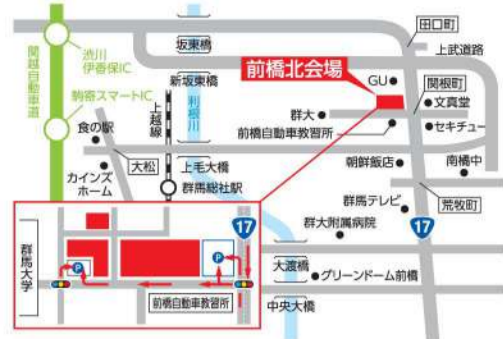 田口町
坂東橋
上武道路
渋川
伊香保IC
関越自動車道
新坂東橋
前橋北会場
GU
関根町
駒寄スマートIC
上越線
利根川
群大
文真堂
食の駅
前橋自動車教習所
セキチュー
大松
上毛大橋
朝鮮飯店
南橘中
カインズ
ホーム
群馬総社駅
群馬テレビ
荒牧町
17
群大附属病院
17
群馬大学
P
P
大渡橋
グリーンドーム前橋
前橋自動車教習所
中央大橋